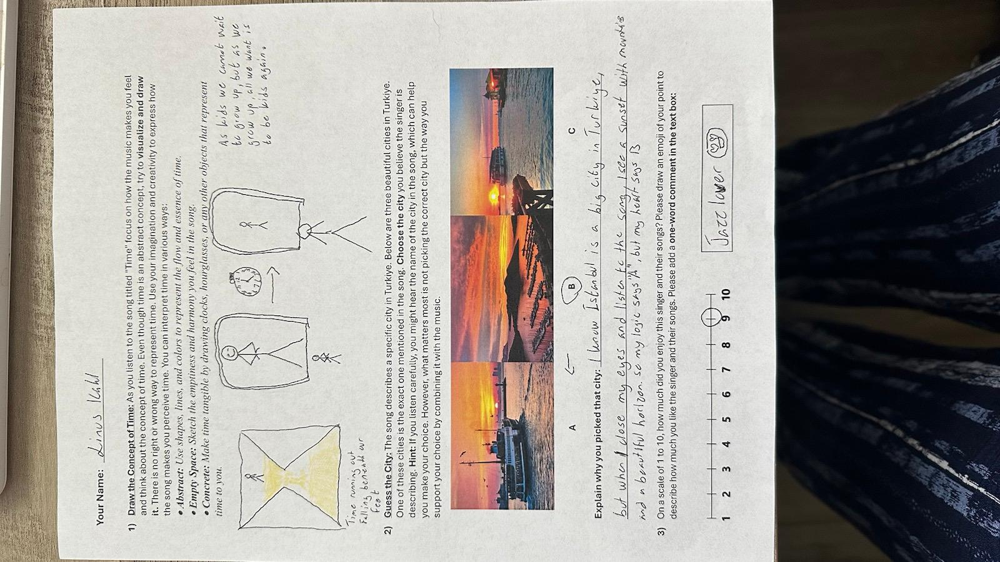 Your Name: Linus Kahl
1) Draw the Concept of Time: As you listen to the song titled "Time" focus on how the music makes you feel
and think about the concept of time. Even though time is an abstract concept, try to visualize and draw
it. There is no right or wrong way to represent time. Use your imagination and creativity to express how
the song makes you perceive time. You can interpret time in various ways:
• Abstract: Use shapes, lines, and colors to represent the flow and essence of time.
• Empty Space: Sketch the emptiness and harmony you feel in the song.
• Concrete: Make time tangible by drawing clocks, hourglasses, or any other objects that represent
time to you.
As kids we cannot wait
to grow up, but as we
grow up, all we want is
to be kids again.
Time running out
Falling beneath our
feet
2) Guess the City: The song describes a specific city in Turkiye. Below are three beautiful cities in Turkiye.
One of these cities is the exact one mentioned in the song. Choose the city you believe the singer is
describing. Hint: If you listen carefully, you might hear the name of the city in the song, which can help
you make your choice. However, what matters most is not picking the correct city but the way you
support your choice by combining it with the music.
A B C
Explain why you picked that city: I know Istanbul is a big city in Turkiye,
but when I close my eyes and listen to the song I see a sunset with
and a beautiful horizon. so my logic says "A", but my heart says B
3) On a scale of 1 to 10, how much did you enjoy this singer and their songs? Please draw an emoji of your point to
describe how much you like the singer and their songs. Please add a one-word comment in the text box:
1 2 3 4 5 6 7 8 9 10
Jazz lover